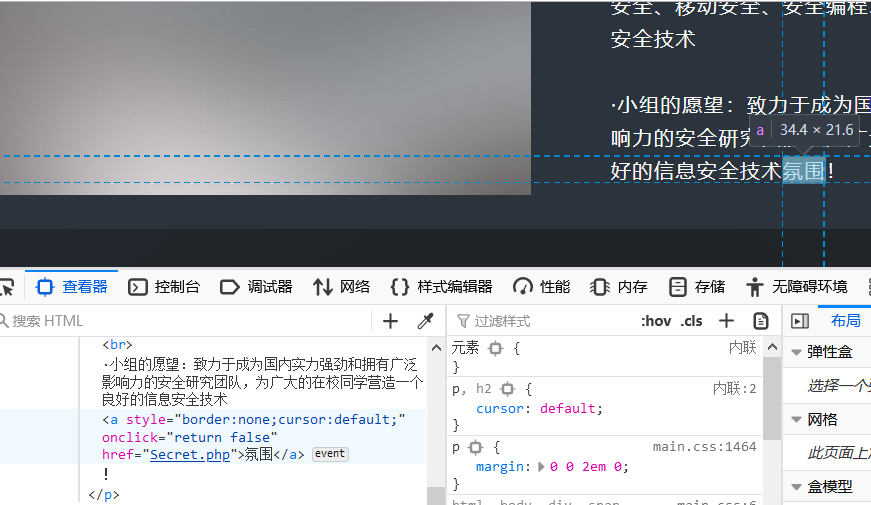 安全、移动安全、安全编程
安全技术
·小组的愿望：致力于成为国
响力的安全研究
a 34.4 × 21.6
好的信息安全技术氛围！
查看器 控制台 调试器 网络 样式编辑器 性能 内存 存储 无障碍环境
搜索 HTML
过滤样式
:hov .cls
布局
<br>
·小组的愿望：致力于成为国内实力强劲和拥有广泛
影响力的安全研究团队，为广大的在校同学营造一个
良好的信息安全技术
<a style="border:none;cursor:default;"
onclick="return false"
href="Secret.php">氛围</a> event
!
</p>
元素 { 内联
}
p, h2 { 内联:2
cursor: default;
}
p { main.css:1464
margin: 0 0 2em 0;
}
html, body, div, span, main.css:6
弹性盒
选择一个
网格
此页面上
盒模型